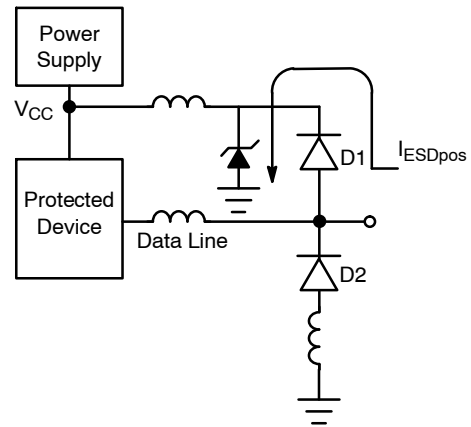 Power
Supply
VCC
D1
IESDpos
Protected
Device
Data Line
D2